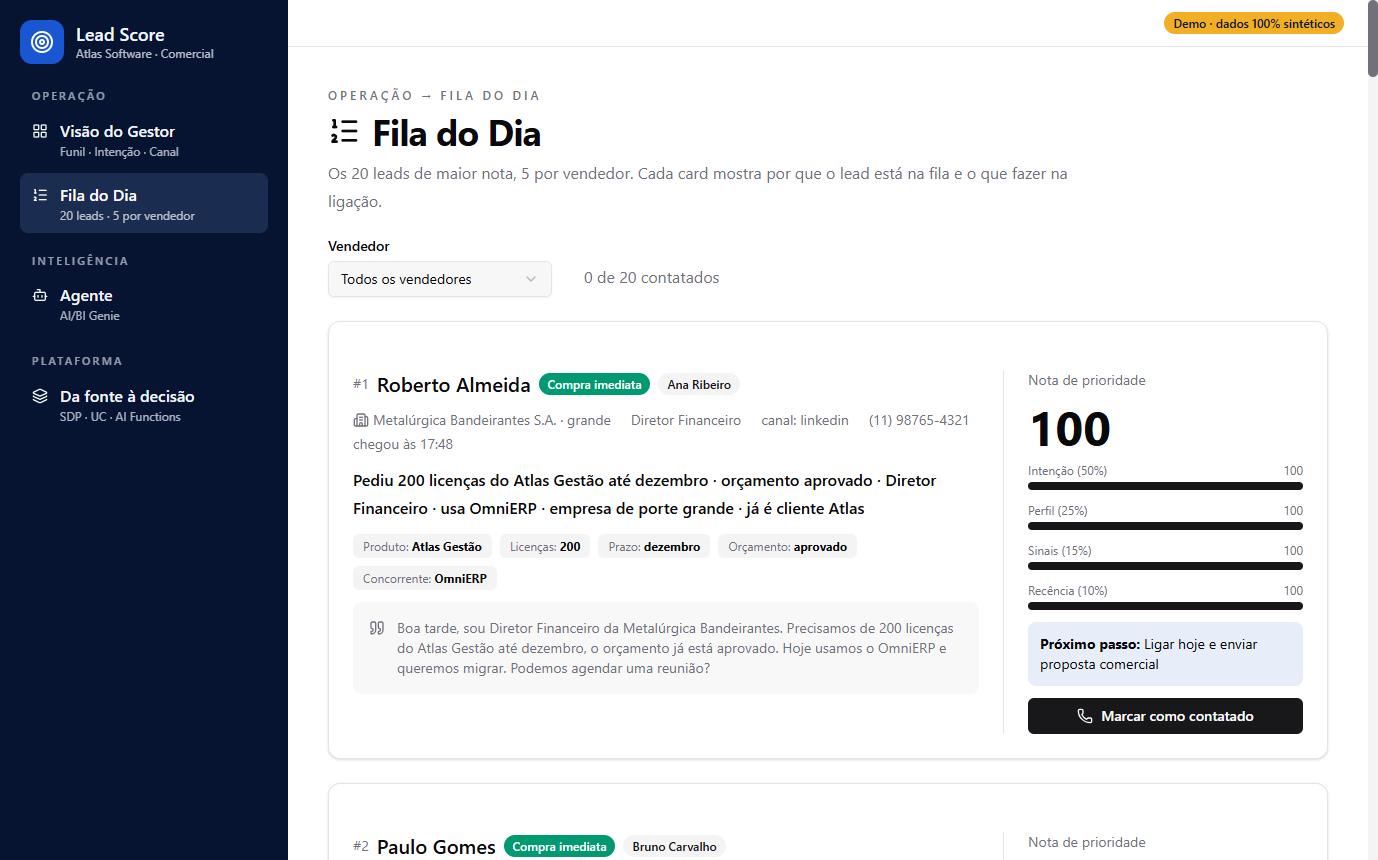 Lead Score
Atlas Software · Comercial
OPERAÇÃO
Visão do Gestor
Funil · Intenção · Canal
Fila do Dia
20 leads · 5 por vendedor
INTELIGÊNCIA
Agente
AI/BI Genie
PLATAFORMA
Da fonte à decisão
SDP · UC · AI Functions
Demo · dados 100% sintéticos
OPERAÇÃO → FILA DO DIA
Fila do Dia
Os 20 leads de maior nota, 5 por vendedor. Cada card mostra por que o lead está na fila e o que fazer na
ligação.
Vendedor
Todos os vendedores
0 de 20 contatados
#1 Roberto Almeida Compra imediata Ana Ribeiro
Metalúrgica Bandeirantes S.A. · grande Diretor Financeiro canal: linkedin (11) 98765-4321
chegou às 17:48
Pediu 200 licenças do Atlas Gestão até dezembro · orçamento aprovado · Diretor
Financeiro · usa OmniERP · empresa de porte grande · já é cliente Atlas
Produto: Atlas Gestão Licenças: 200 Prazo: dezembro Orçamento: aprovado
Concorrente: OmniERP
Boa tarde, sou Diretor Financeiro da Metalúrgica Bandeirantes. Precisamos de 200 licenças
do Atlas Gestão até dezembro, o orçamento já está aprovado. Hoje usamos o OmniERP e
queremos migrar. Podemos agendar uma reunião?
Nota de prioridade
100
Intenção (50%) 100
Perfil (25%) 100
Sinais (15%) 100
Recência (10%) 100
Próximo passo: Ligar hoje e enviar
proposta comercial
Marcar como contatado
#2 Paulo Gomes Compra imediata Bruno Carvalho
Nota de prioridade